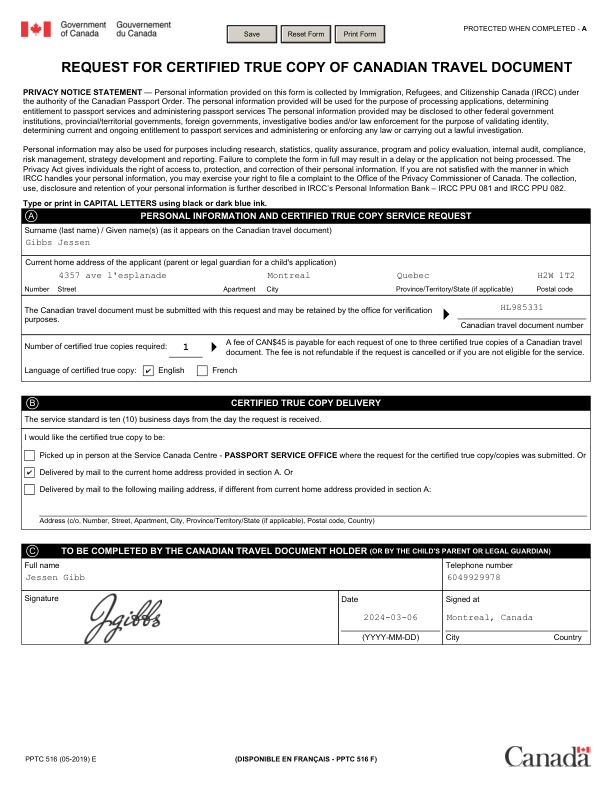 Government of Canada
Gouvernement du Canada
Save
Reset Form
Print Form
PROTECTED WHEN COMPLETED - A
REQUEST FOR CERTIFIED TRUE COPY OF CANADIAN TRAVEL DOCUMENT
PRIVACY NOTICE STATEMENT — Personal information provided on this form is collected by Immigration, Refugees, and Citizenship Canada (IRCC) under
the authority of the Canadian Passport Order. The personal information provided will be used for the purpose of processing applications, determining
entitlement to passport services and administering passport services The personal information provided may be disclosed to other federal government
institutions, provincial/territorial governments, foreign governments, investigative bodies and/or law enforcement for the purpose of validating identity,
determining current and ongoing entitlement to passport services and administering or enforcing any law or carrying out a lawful investigation.
Personal information may also be used for purposes including research, statistics, quality assurance, program and policy development, internal audit, compliance,
risk management, strategy development and reporting. Failure to complete the form in full may result in a delay or the application not being processed. The
Privacy Act gives individuals the right of access to, protection, and correction of their personal information. If you are not satisfied with the manner in which
IRCC handles your personal information, you may exercise your right to file a complaint to the Office of the Privacy Commissioner of Canada. The collection,
use, disclosure and retention of your personal information is further described in IRCC's Personal Information Bank – IRCC PPU 081 and IRCC PPU 082.
Type or print in CAPITAL LETTERS using black or dark blue ink.
A PERSONAL INFORMATION AND CERTIFIED TRUE COPY SERVICE REQUEST
Surname (last name) / Given name(s) (as it appears on the Canadian travel document)
Gibbs Jessen
Current home address of the applicant (parent or legal guardian for a child's application)
4357 ave l'esplanade Montreal Quebec H2W 1T2
Number Street Apartment City Province/Territory/State (if applicable) Postal code
The Canadian travel document must be submitted with this request and may be retained by the office for verification
purposes.
HL985331
Canadian travel document number
Number of certified true copies required: 1
A fee of CAN$45 is payable for each request of one to three certified true copies of a Canadian travel
document. The fee is not refundable if the request is cancelled or if you are not eligible for the service.
Language of certified true copy: ✔ English French
B CERTIFIED TRUE COPY DELIVERY
The service standard is ten (10) business days from the day the request is received.
I would like the certified true copy to be:
Picked up in person at the Service Canada Centre - PASSPORT SERVICE OFFICE where the request for the certified true copy/copies was submitted. Or
✔ Delivered by mail to the current home address provided in section A. Or
Delivered by mail to the following mailing address, if different from current home address provided in section A:
Address (c/o, Number, Street, Apartment, City, Province/Territory/State (if applicable), Postal code, Country)
C TO BE COMPLETED BY THE CANADIAN TRAVEL DOCUMENT HOLDER (OR BY THE CHILD'S PARENT OR LEGAL GUARDIAN)
Full name
Jessen Gibb
Telephone number
6049929978
Signature
Jgibbs
Date
2024-03-06
(YYYY-MM-DD)
Signed at
Montreal, Canada
City Country
PPTC 516 (05-2019) E
(DISPONIBLE EN FRANÇAIS - PPTC 516 F)
Canada